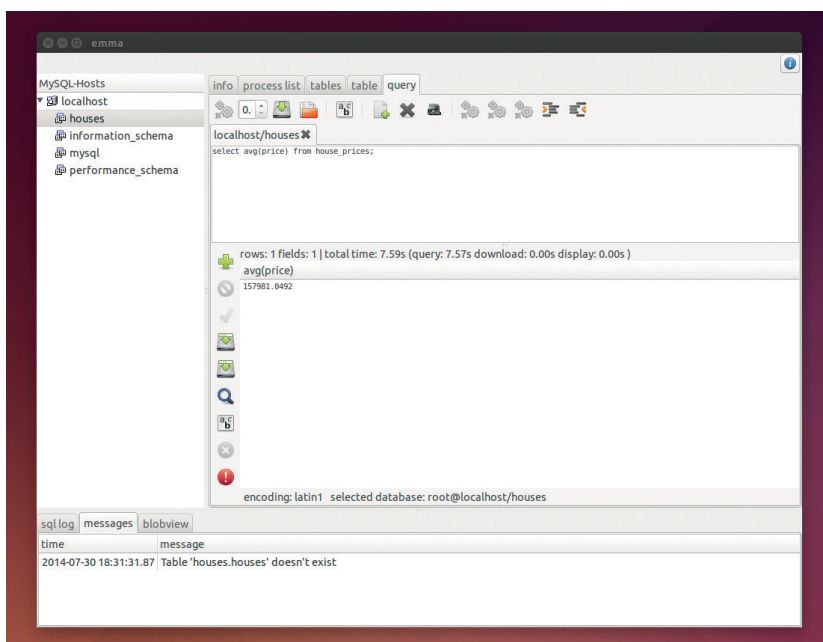 emma
MySQL-Hosts
localhost
houses
information_schema
mysql
performance_schema
info process list tables table query
0.
localhost/houses
select avg(price) from house_prices;
rows: 1 fields: 1 | total time: 7.59s (query: 7.57s download: 0.00s display: 0.00s )
avg(price)
157981.0492
encoding: latin1 selected database: root@localhost/houses
sql log messages blobview
time message
2014-07-30 18:31:31.87 Table 'houses.houses' doesn't exist